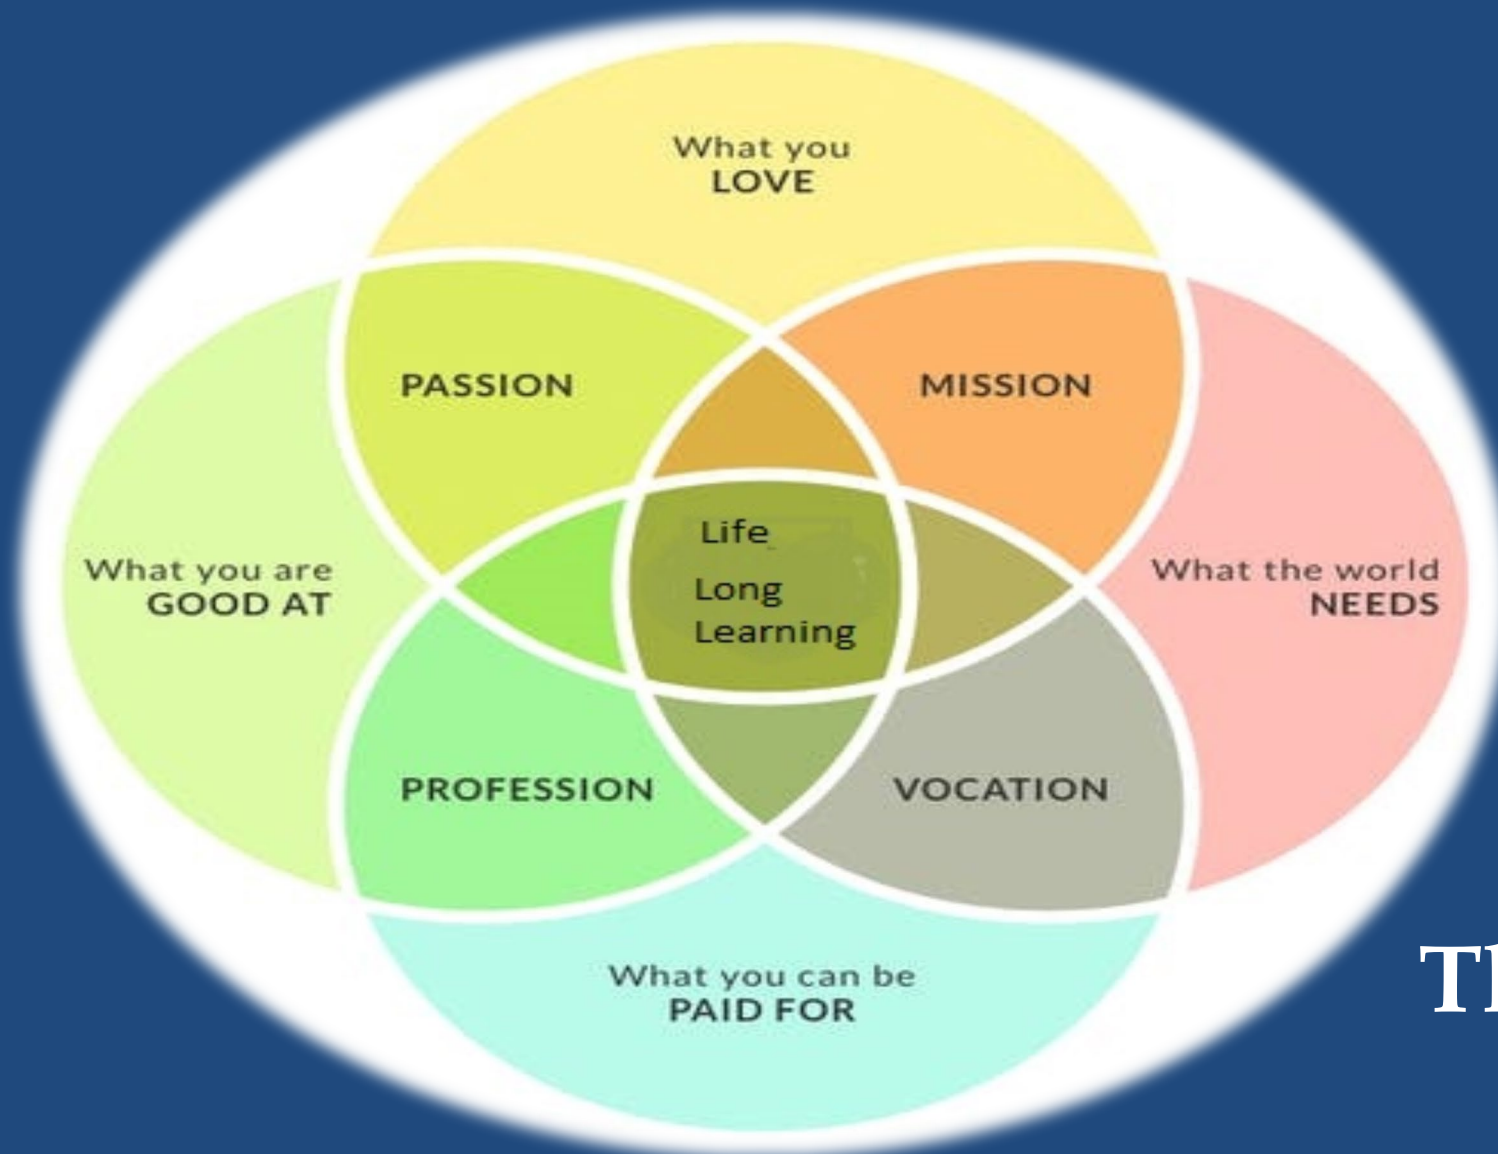 What you
LOVE
PASSION
MISSION
Life
Long
Learning
What you are
GOOD AT
What the world
NEEDS
PROFESSION
VOCATION
What you can be
PAID FOR